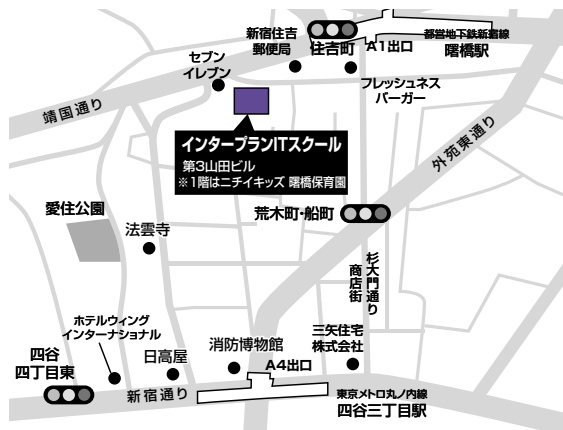 新宿住吉
郵便局
住吉町
A1出口
都営地下鉄新宿線
曙橋駅
セブン
イレブン
フレッシュネス
バーガー
靖国通り
インタープランITスクール
第3山田ビル
※1階はニチイキッズ 曙橋保育園
外苑東通り
愛住公園
法雲寺
荒木町・船町
杉大門通り
商店街
ホテルウィング
インターナショナル
四谷
四丁目東
日高屋
消防博物館
三矢住宅
株式会社
A4出口
新宿通り
東京メトロ丸ノ内線
四谷三丁目駅